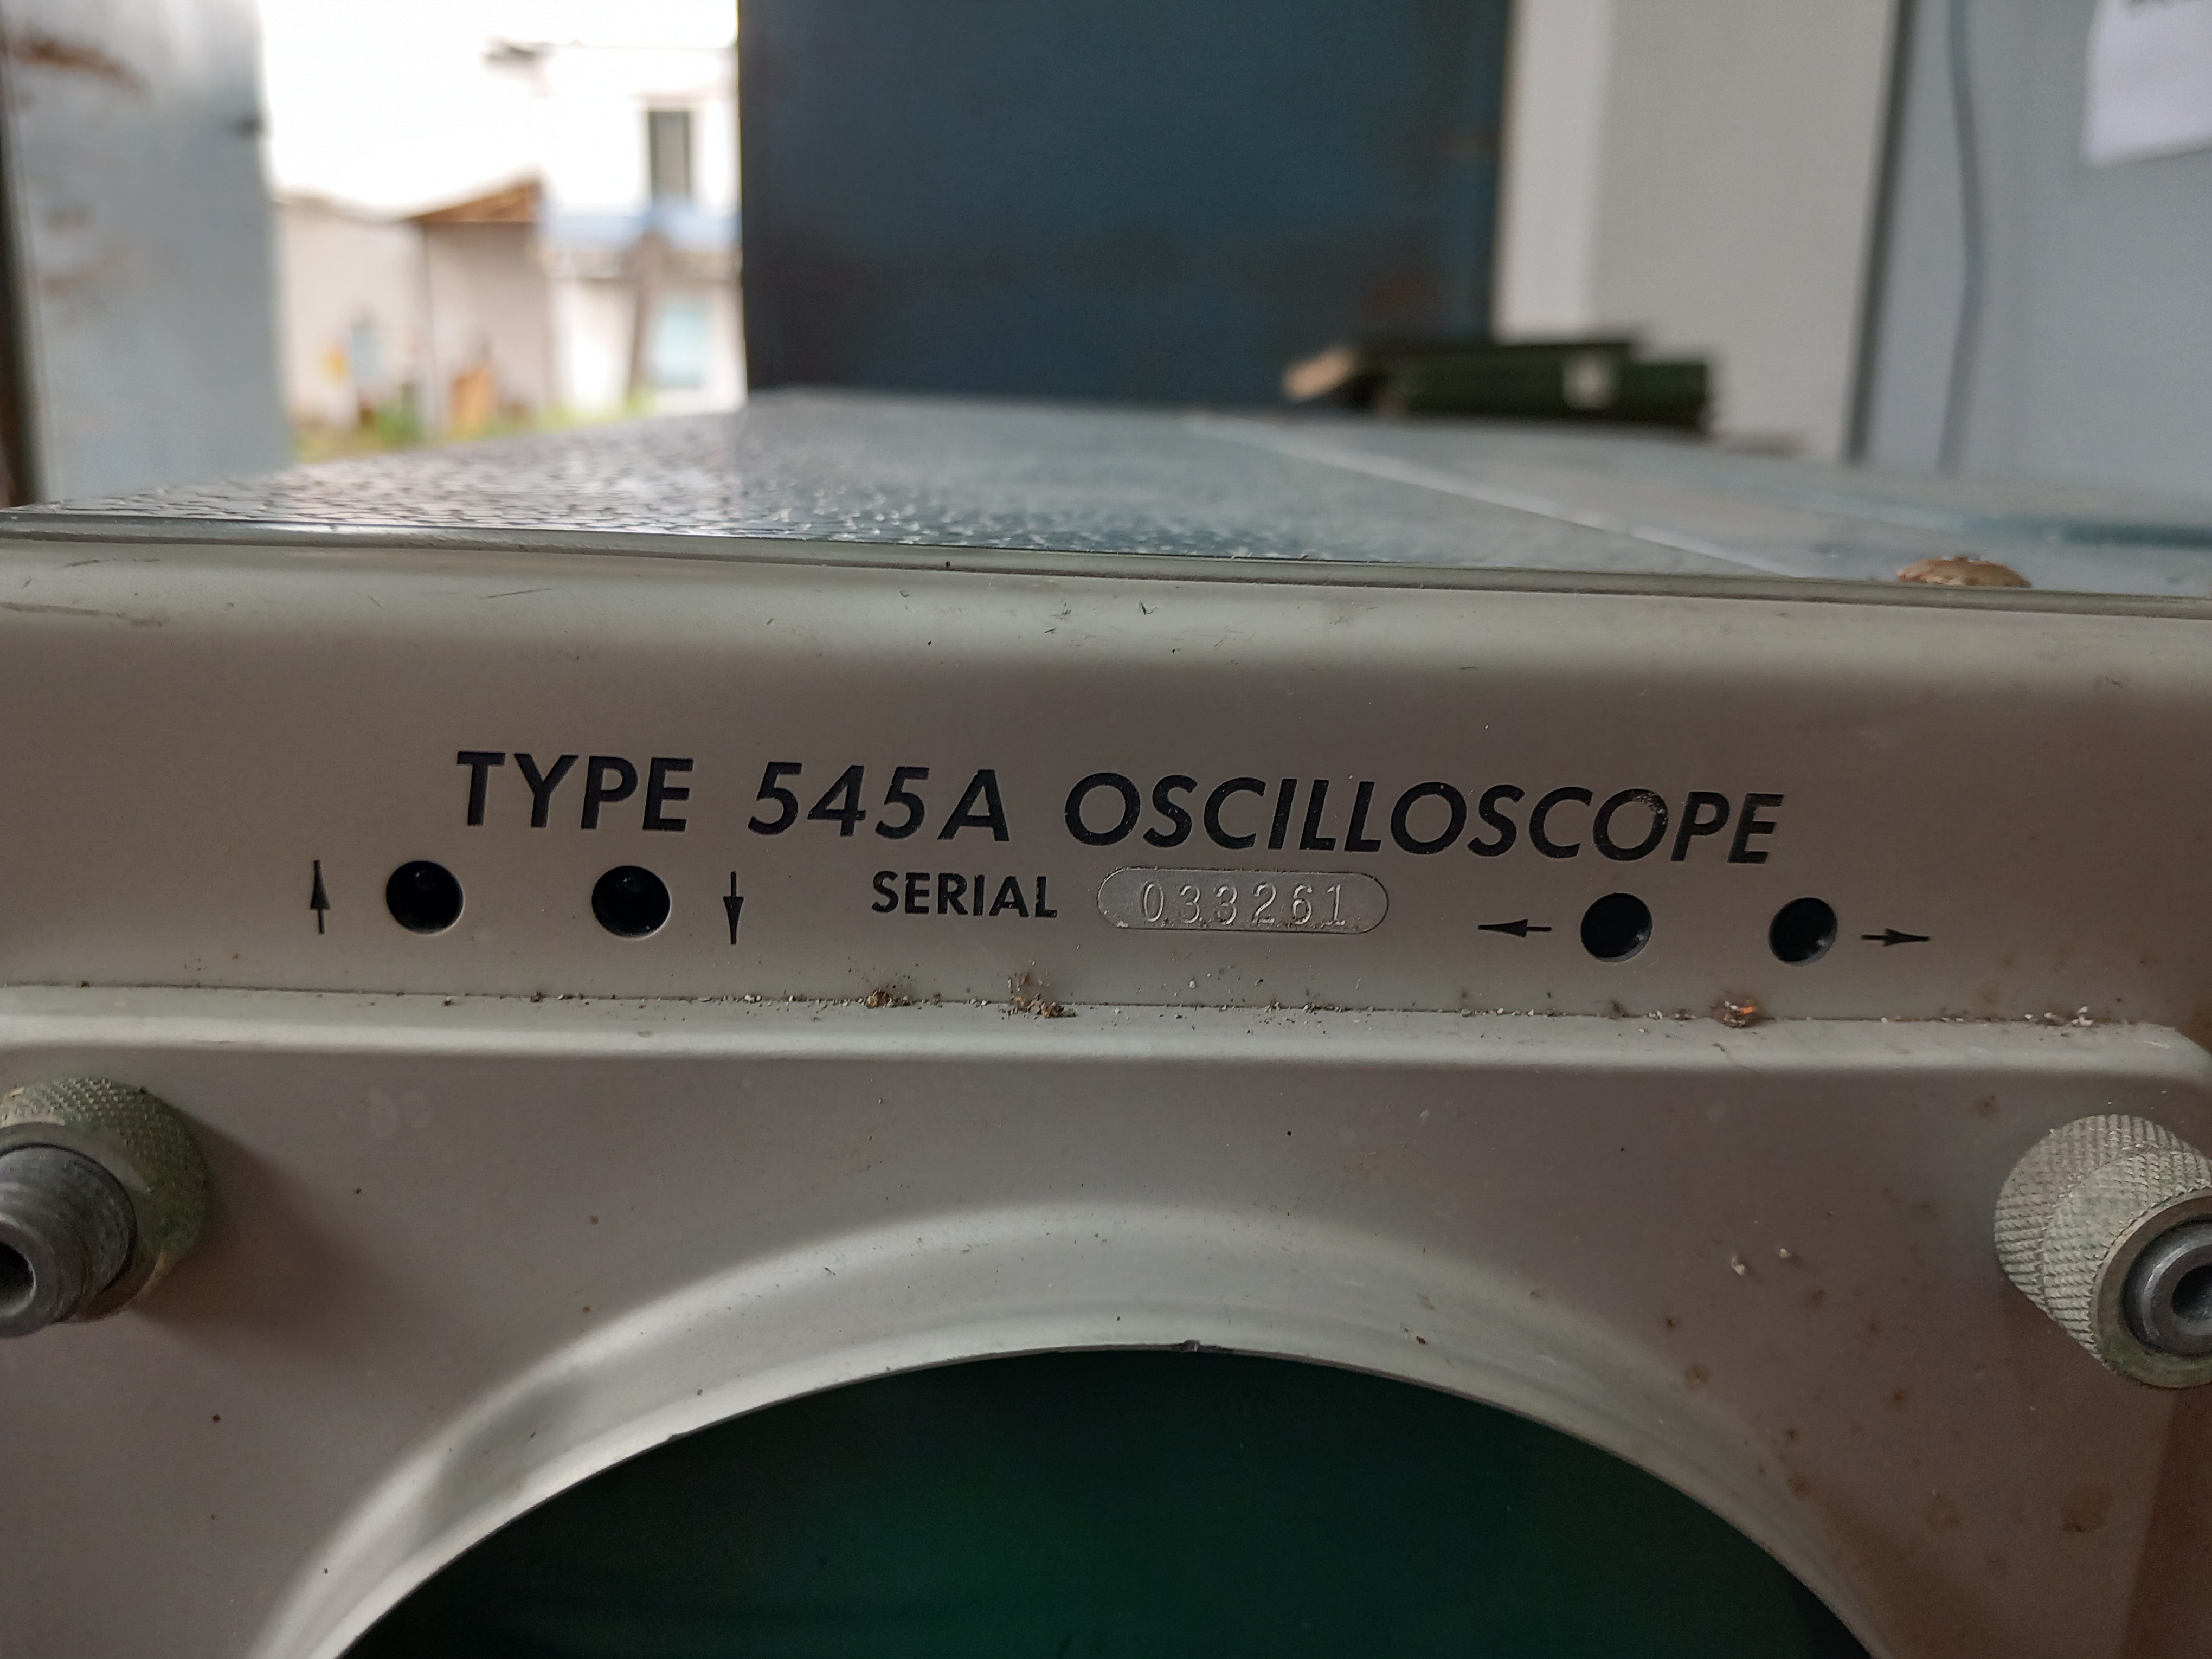 TYPE 545A OSCILLOSCOPE
SERIAL 033261